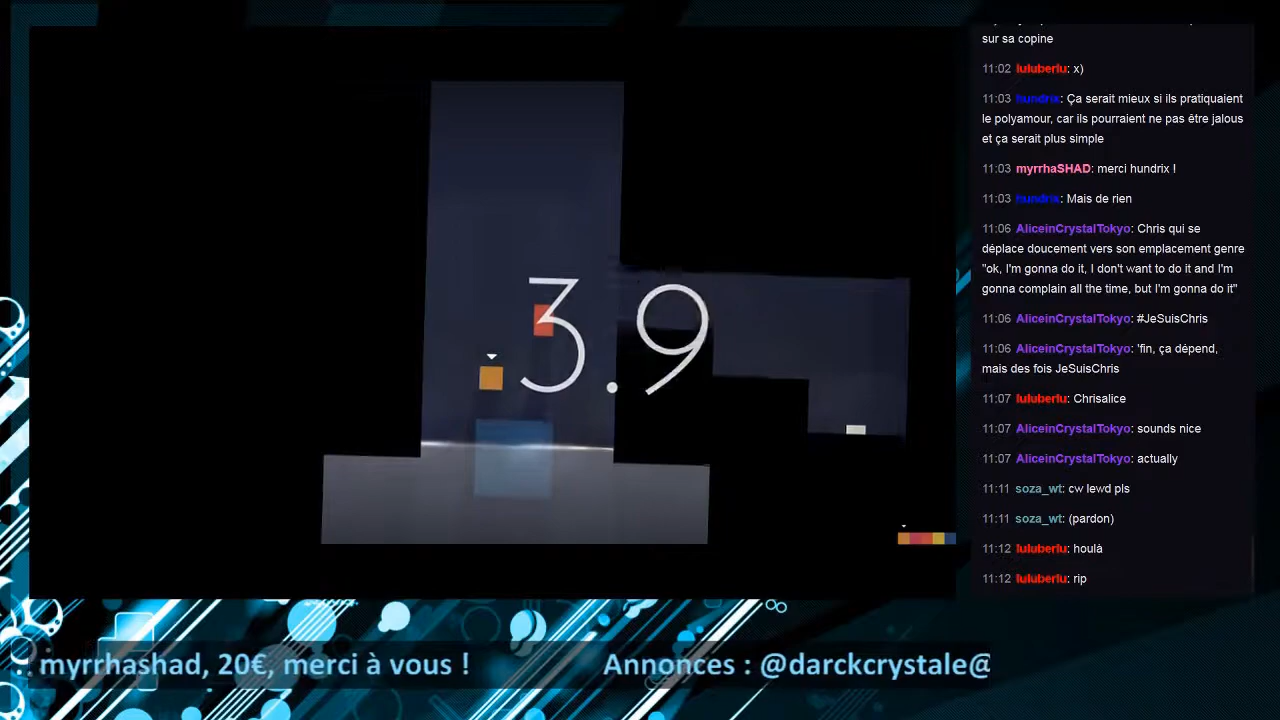 sur sa copine
11:02 luluberlu: x)
11:03 hundrix: Ça serait mieux si ils pratiquaient
le polyamour, car ils pourraient ne pas être jalous
et ça serait plus simple
11:03 myrrhaSHAD: merci hundrix !
11:03 hundrix: Mais de rien
11:06 AliceinCrystalTokyo: Chris qui se
déplace doucement vers son emplacement genre
"ok, I'm gonna do it, I don't want to do it and I'm
gonna complain all the time, but I'm gonna do it"
11:06 AliceinCrystalTokyo: #JeSuisChris
11:06 AliceinCrystalTokyo: 'fin, ça dépend,
mais des fois JeSuisChris
11:07 luluberlu: Chrisalice
11:07 AliceinCrystalTokyo: sounds nice
11:07 AliceinCrystalTokyo: actually
11:11 soza_wt: cw lewd pls
11:11 soza_wt: (pardon)
11:12 luluberlu: houlà
11:12 luluberlu: rip
3.9
myrrhashad, 20€, merci à vous !
Annonces : @darckcrystale@